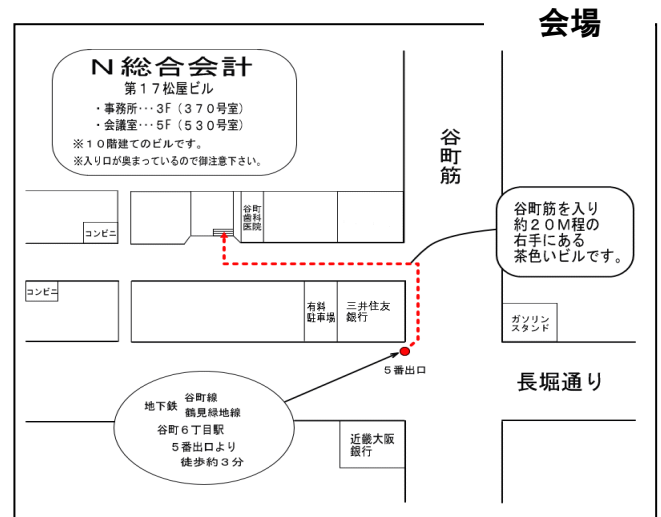 会場
N総合会計
第１７松屋ビル
・事務所･･･３F（３７０号室）
・会議室･･･５F（５３０号室）
※１０階建てのビルです。
※入り口が奥まっているので御注意下さい。
谷町筋
谷町
歯科
医院
コンビニ
谷町筋を入り
約２０M程の
右手にある
茶色いビルです。
コンビニ
有料
駐車場
三井住友
銀行
ガソリン
スタンド
５番出口
長堀通り
地下鉄
谷町線
鶴見緑地線
谷町６丁目駅
５番出口より
徒歩約３分
近畿大阪
銀行